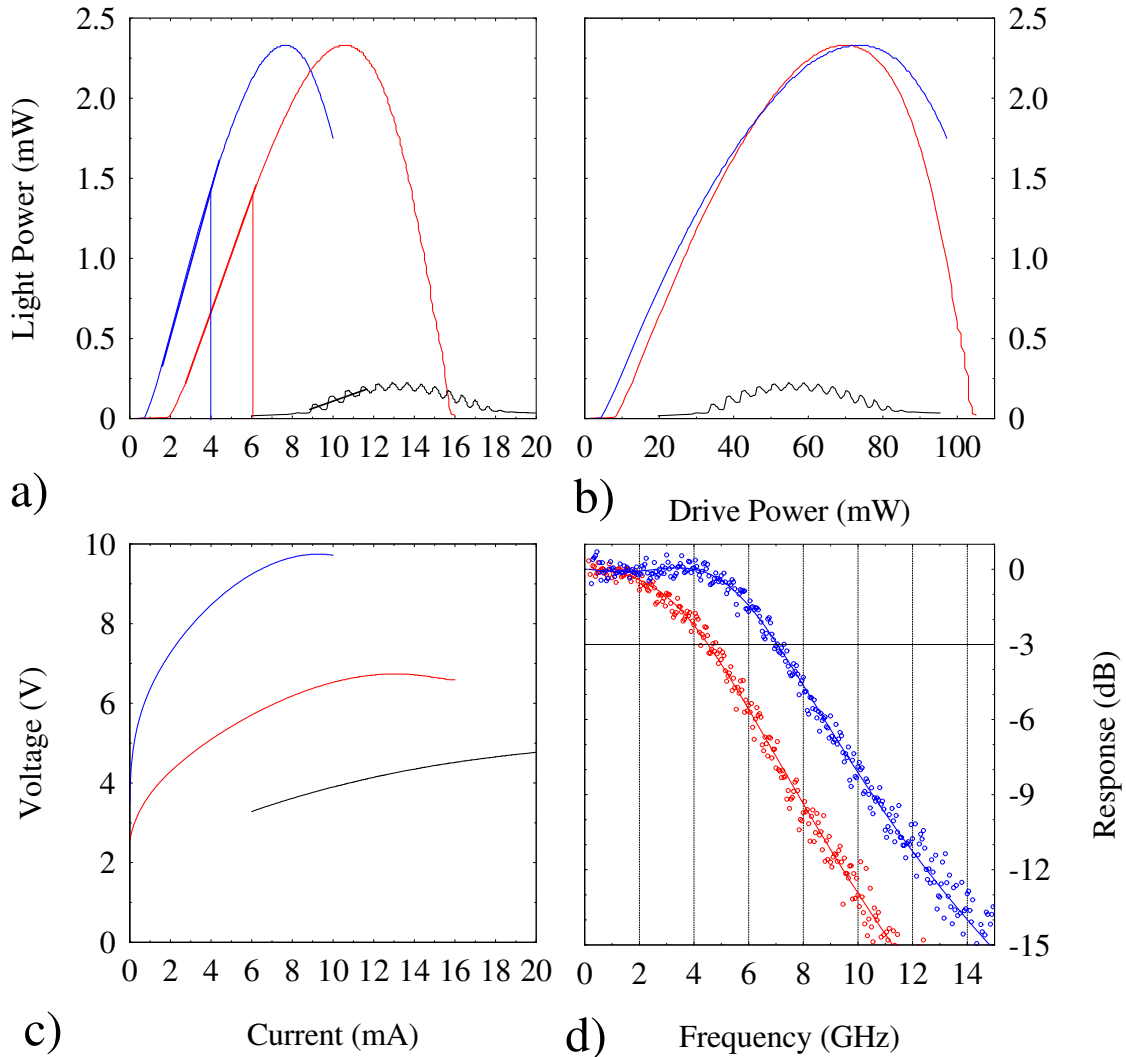 2.5
2.0
1.5
1.0
0.5
0
Light Power (mW)
0 2 4 6 8 10 12 14 16 18 20
a)
2.5
2.0
1.5
1.0
0.5
0
20 40 60 80 100
b)
Drive Power (mW)
10
8
6
4
2
0
Voltage (V)
0 2 4 6 8 10 12 14 16 18 20
c)
Current (mA)
0
-3
-6
-9
-12
-15
Response (dB)
0 2 4 6 8 10 12 14
d)
Frequency (GHz)